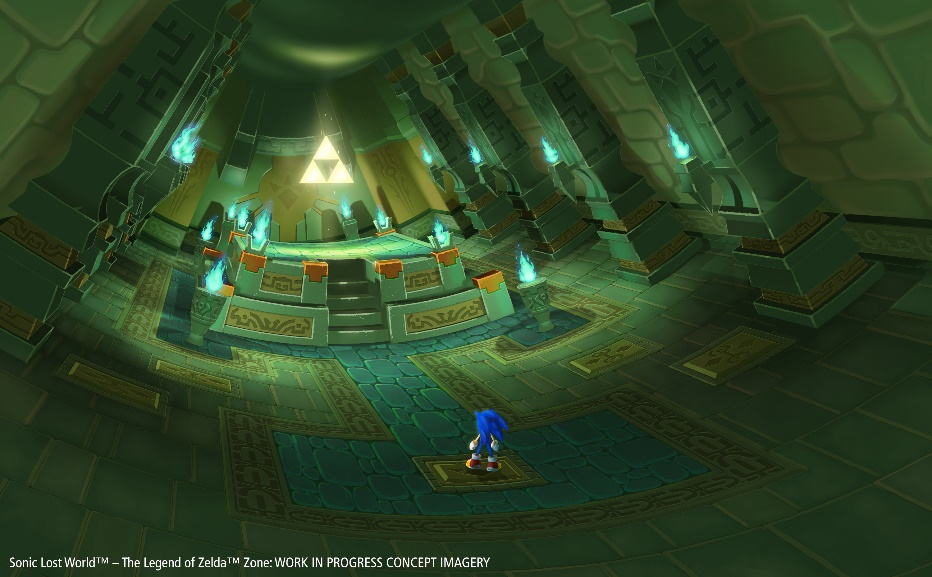 Sonic Lost World™ – The Legend of Zelda™ Zone: WORK IN PROGRESS CONCEPT IMAGERY